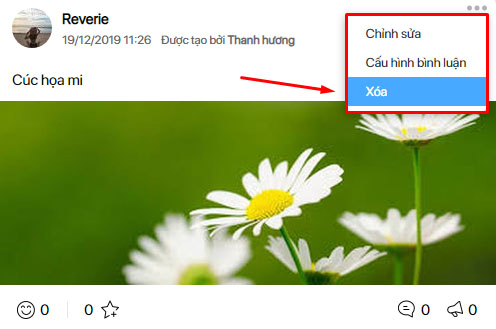 Reverie
19/12/2019 11:26 Được tạo bởi Thanh hương
Chỉnh sửa
Cấu hình bình luận
Xóa
Cúc họa mi
0 0 0 0